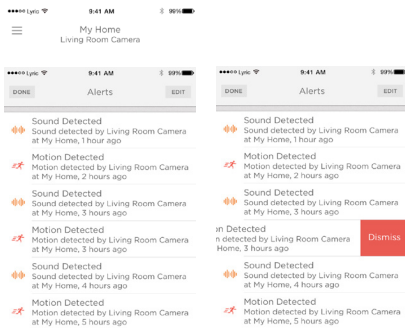 Lyric 9:41 AM 99%
My Home
Living Room Camera
Lyric 9:41 AM 99%
DONE Alerts EDIT
Sound Detected
Sound detected by Living Room Camera
at My Home, 1 hour ago
Motion Detected
Motion detected by Living Room Camera
at My Home, 2 hours ago
Sound Detected
Sound detected by Living Room Camera
at My Home, 3 hours ago
Motion Detected
Motion detected by Living Room Camera
at My Home, 3 hours ago
Sound Detected
Sound detected by Living Room Camera
at My Home, 4 hours ago
Motion Detected
Motion detected by Living Room Camera
at My Home, 5 hours ago
Lyric 9:41 AM 99%
DONE Alerts EDIT
Sound Detected
Sound detected by Living Room Camera
at My Home, 1 hour ago
Motion Detected
Motion detected by Living Room Camera
at My Home, 2 hours ago
Sound Detected
Sound detected by Living Room Camera
at My Home, 3 hours ago
n Detected
n detected by Living Room Camera
Home, 3 hours ago
Dismiss
Sound Detected
Sound detected by Living Room Camera
at My Home, 4 hours ago
Motion Detected
Motion detected by Living Room Camera
at My Home, 5 hours ago